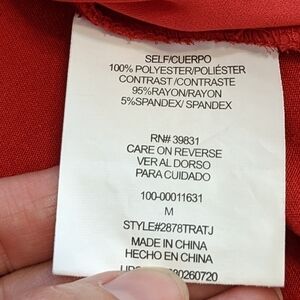 SELF/CUERPO
100% POLYESTER/POLIÉSTER
CONTRAST /CONTRASTE
95%RAYON/RAYON
5%SPANDEX/ SPANDEX
RN# 39831
CARE ON REVERSE
VER AL DORSO
PARA CUIDADO
100-00011631
M
STYLE#2878TRATJ
MADE IN CHINA
HECHO EN CHINA